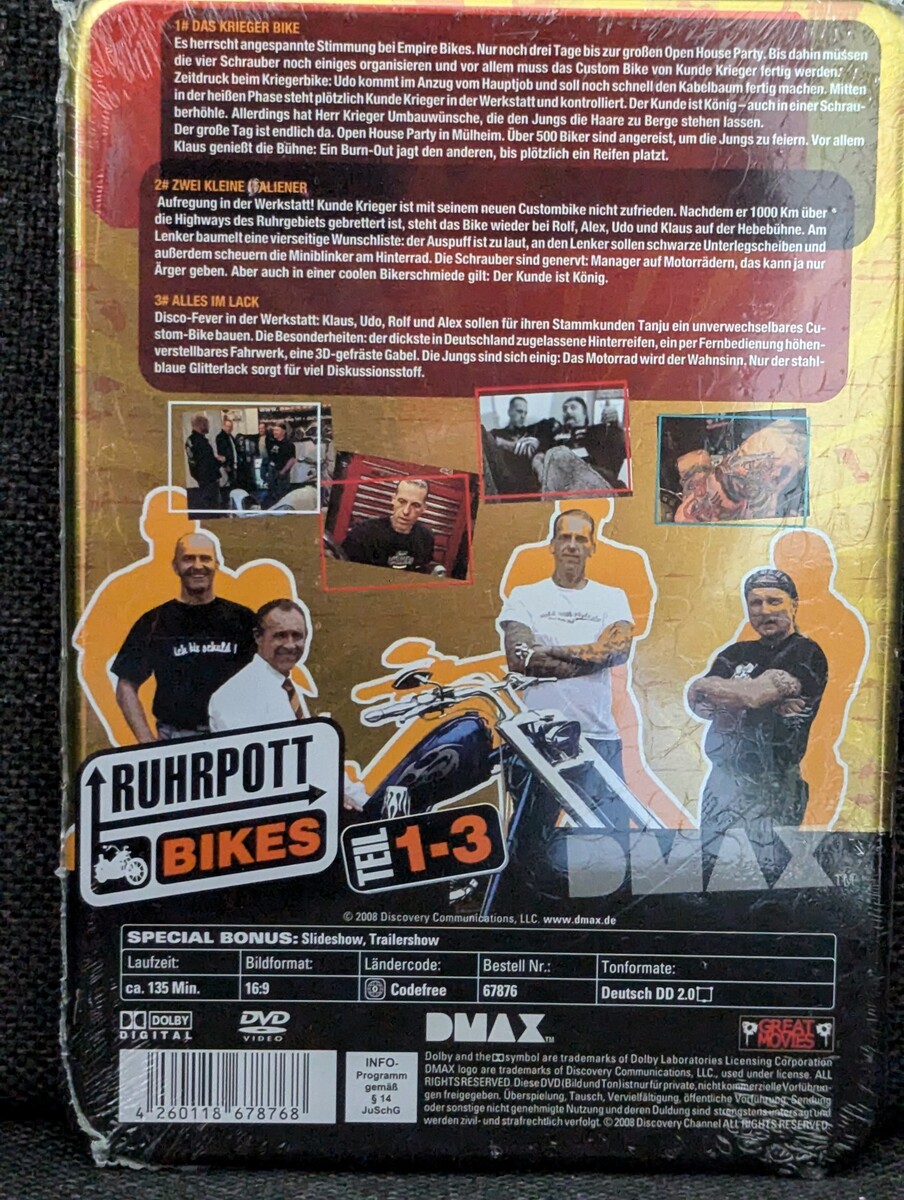 1# DAS KRIEGER BIKE
Es herrscht angespannte Stimmung bei Empire Bikes. Nur noch drei Tage bis zur großen Open House Party. Bis dahin müssen
die vier Schrauber noch einiges organisieren und vor allem muss das Custom Bike von Kunde Krieger fertig werden.
Zeitdruck beim Kriegerbike: Udo kommt im Anzug vom Hauptjob und soll noch schnell den Kabelbaum fertig machen. Mitten
in der heißen Phase steht plötzlich Kunde Krieger in der Werkstatt und kontrolliert. Der Kunde ist König – auch in einer Schrau-
berhöhle. Allerdings hat Herr Krieger Umbauwünsche, die den Jungs die Haare zu Berge stehen lassen.
Der große Tag ist endlich da. Open House Party in Mülheim. Über 500 Biker sind angereist, um die Jungs zu feiern. Vor allem
Klaus genießt die Bühne: Ein Burn-Out jagt den anderen, bis plötzlich ein Reifen platzt.
2# ZWEI KLEINE ITALIENER
Aufregung in der Werkstatt! Kunde Krieger ist mit seinem neuen Custombike nicht zufrieden. Nachdem er 1000 Km über
die Highways des Ruhrgebiets gebrettert ist, steht das Bike wieder bei Rolf, Alex, Udo und Klaus auf der Hebebühne. Am
Lenker baumelt eine vierseitige Wunschliste: der Auspuff ist zu laut, an den Lenker sollen schwarze Unterlegscheiben und
außerdem scheuern die Miniblinker am Hinterrad. Die Schrauber sind genervt: Manager auf Motorrädern, das kann ja nur
Ärger geben. Aber auch in einer coolen Bikerschmiede gilt: Der Kunde ist König.
3# ALLES IM LACK
Disco-Fever in der Werkstatt: Klaus, Udo, Rolf und Alex sollen für ihren Stammkunden Tanju ein unverwechselbares Cu-
stom-Bike bauen. Die Besonderheiten: der dickste in Deutschland zugelassene Hinterreifen, ein per Fernbedienung höhen-
verstellbares Fahrwerk, eine 3D-gefräste Gabel. Die Jungs sind sich einig: Das Motorrad wird der Wahnsinn. Nur der stahl-
blaue Glitterlack sorgt für viel Diskussionsstoff.
ich bin schuld!
RUHRPOTT
BIKES
TEIL 1-3
DMAX TM
© 2008 Discovery Communications, LLC. www.dmax.de
SPECIAL BONUS: Slideshow, Trailershow
Laufzeit: Bildformat: Ländercode: Bestell Nr.: Tonformate:
ca. 135 Min. 16:9 Codefree 67876 Deutsch DD 2.0
DOLBY DIGITAL
DVD VIDEO
DMAX TM
GREAT MOVIES
4 260118 678768
INFO-
Programm
gemäß
§ 14
JuSchG
Dolby and the symbol are trademarks of Dolby Laboratories Licensing Corporation
DMAX logo are trademarks of Discovery Communications, LLC., used under license. ALL
RIGHTS RESERVED. Diese DVD (Bild und Ton) ist nur für private, nicht kommerzielle Vorführun-
gen freigegeben. Überspielung, Tausch, Vervielfältigung, öffentliche Vorführung, Sendung
oder sonstige nicht genehmigte Nutzung und deren Duldung sind strengstens untersagt und
werden zivil- und strafrechtlich verfolgt. © 2008 Discovery Channel ALL RIGHTS RESERVED